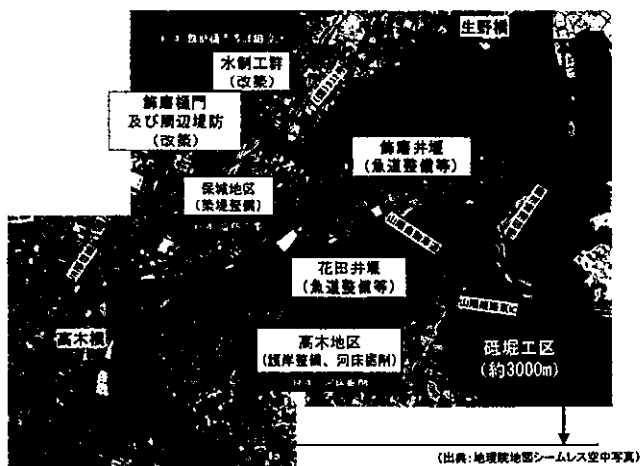 生野橋
水制工群
(改築)
飾磨樋門
及び周辺堤防
(改築)
飾磨井堰
(魚道整備等)
保城地区
(築堤整備)
花田井堰
(魚道整備等)
高木橋
高木地区
(護岸整備、河床掘削)
砥堀工区
(約3000m)
(出典:地理院地図シームレス空中写真)